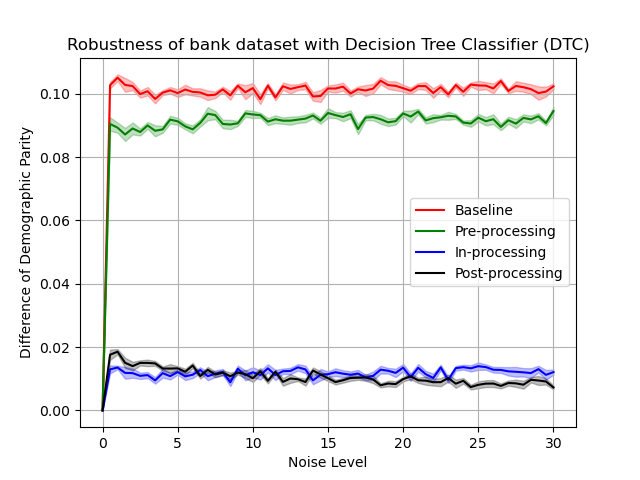 Robustness of bank dataset with Decision Tree Classifier (DTC)
Difference of Demographic Parity
0.10
0.08
0.06
0.04
0.02
0.00
Baseline
Pre-processing
In-processing
Post-processing
0 5 10 15 20 25 30
Noise Level